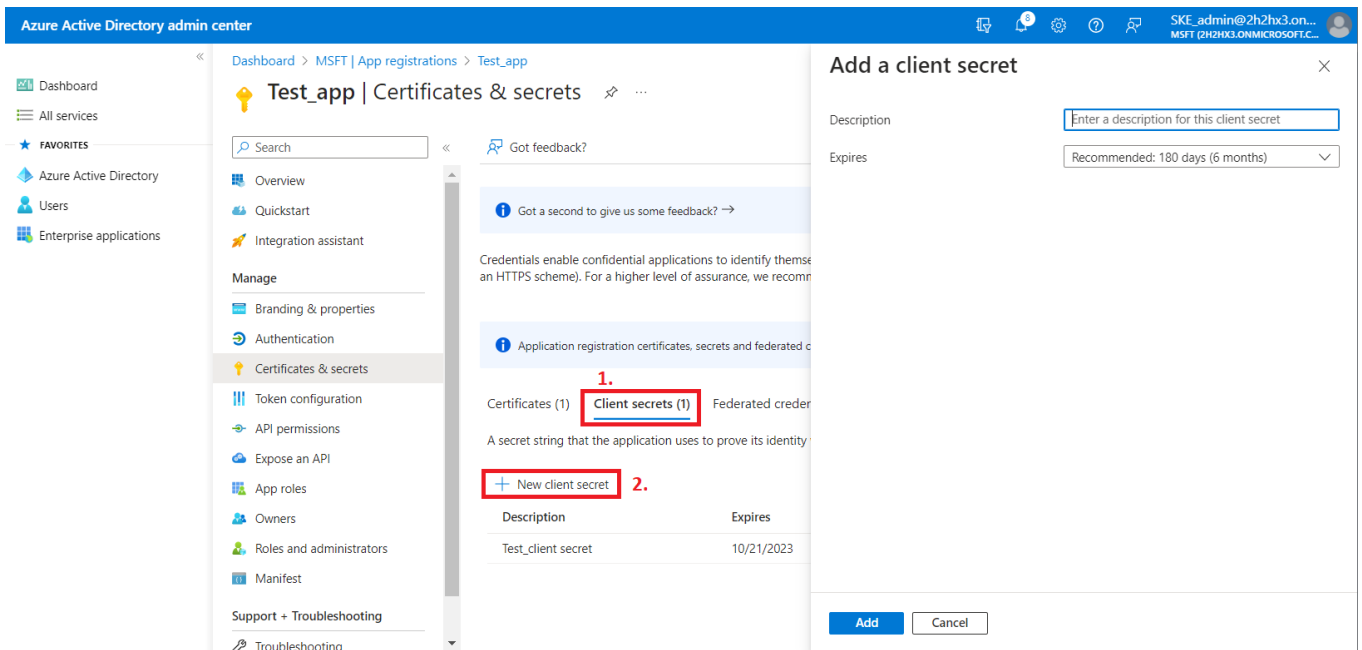 Azure Active Directory admin center
8
SKE_admin@2h2hx3.on...
MSFT (2H2HX3.ONMICROSOFT.C...
Dashboard
All services
FAVORITES
Azure Active Directory
Users
Enterprise applications
Dashboard > MSFT | App registrations > Test_app
Test_app | Certificates & secrets
Search
Overview
Quickstart
Integration assistant
Manage
Branding & properties
Authentication
Certificates & secrets
Token configuration
API permissions
Expose an API
App roles
Owners
Roles and administrators
Manifest
Support + Troubleshooting
Troubleshooting
Got feedback?
Got a second to give us some feedback? →
Credentials enable confidential applications to identify themse
an HTTPS scheme). For a higher level of assurance, we recomm
Application registration certificates, secrets and federated c
1.
Certificates (1) Client secrets (1) Federated creder
A secret string that the application uses to prove its identity
+ New client secret 2.
Description Expires
Test_client secret 10/21/2023
Add a client secret
Description Enter a description for this client secret
Expires Recommended: 180 days (6 months)
Add Cancel